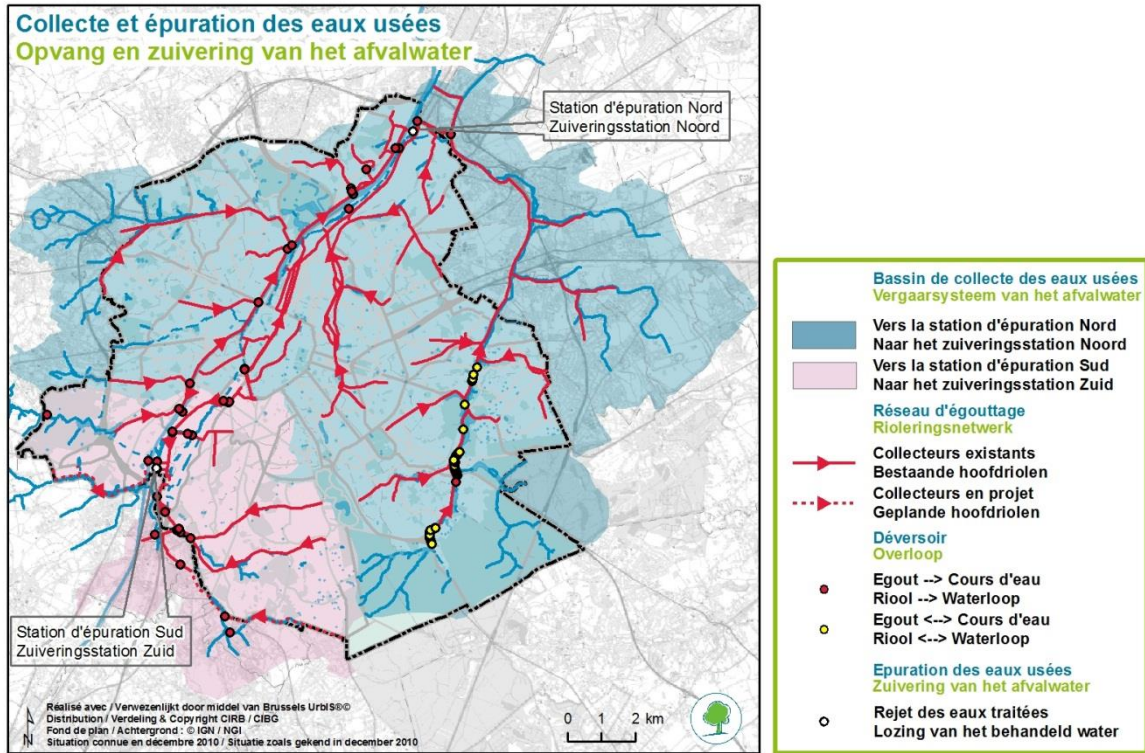 Collecte et épuration des eaux usées
Opvang en zuivering van het afvalwater
Station d'épuration Nord
Zuiveringsstation Noord
Station d'épuration Sud
Zuiveringsstation Zuid
Réalisé avec / Verwezenlijkt door middel van Brussels UrbIS®©
Distribution / Verdeling & Copyright CIRB / CIBG
Fond de plan / Achtergrond : © IGN / NGI
Situation connue en décembre 2010 / Situatie zoals gekend in december 2010
N
0 1 2 km
Bassin de collecte des eaux usées
Vergaarsysteem van het afvalwater
Vers la station d'épuration Nord
Naar het zuiveringsstation Noord
Vers la station d'épuration Sud
Naar het zuiveringsstation Zuid
Réseau d'égouttage
Rioleringsnetwerk
Collecteurs existants
Bestaande hoofdriolen
Collecteurs en projet
Geplande hoofdriolen
Déversoir
Overloop
Egout --> Cours d'eau
Riool --> Waterloop
Egout <--> Cours d'eau
Riool <--> Waterloop
Epuration des eaux usées
Zuivering van het afvalwater
Rejet des eaux traitées
Lozing van het behandeld water